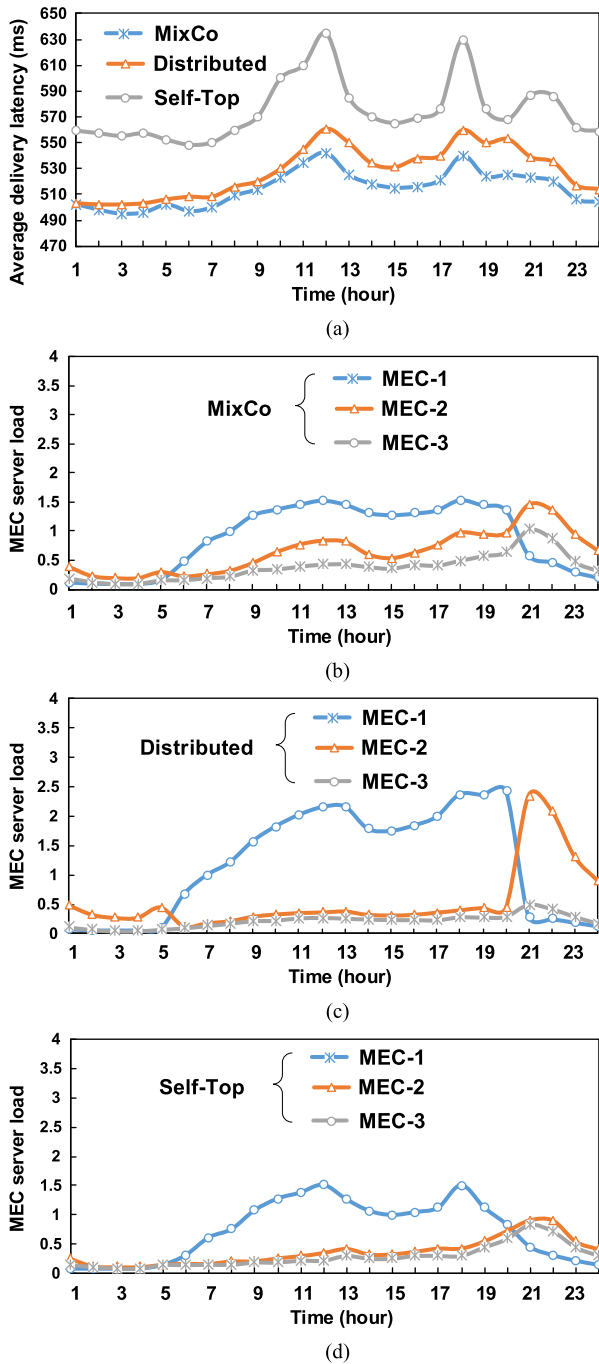 Average delivery latency (ms)
650
630
610
590
570
550
530
510
490
470
MixCo
Distributed
Self-Top
1 3 5 7 9 11 13 15 17 19 21 23
Time (hour)
(a)
MEC server load
4
3.5
3
2.5
2
1.5
1
0.5
0
MixCo
MEC-1
MEC-2
MEC-3
1 3 5 7 9 11 13 15 17 19 21 23
Time (hour)
(b)
MEC server load
4
3.5
3
2.5
2
1.5
1
0.5
0
Distributed
MEC-1
MEC-2
MEC-3
1 3 5 7 9 11 13 15 17 19 21 23
Time (hour)
(c)
MEC server load
4
3.5
3
2.5
2
1.5
1
0.5
0
Self-Top
MEC-1
MEC-2
MEC-3
1 3 5 7 9 11 13 15 17 19 21 23
Time (hour)
(d)